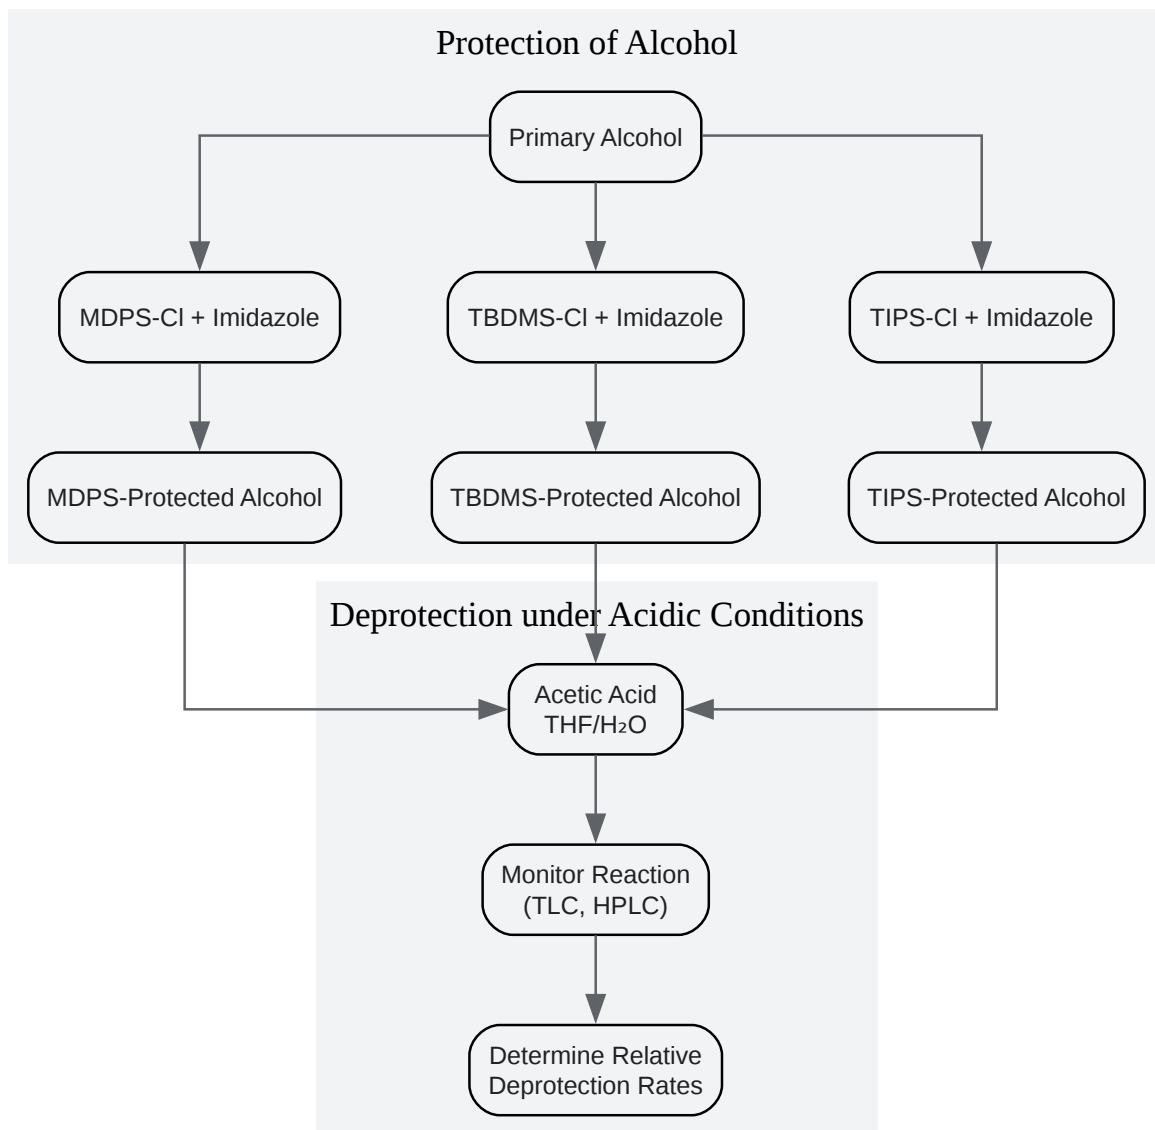 Protection of Alcohol
Primary Alcohol
MDPS-Cl + Imidazole
TBDMS-Cl + Imidazole
TIPS-Cl + Imidazole
MDPS-Protected Alcohol
TBDMS-Protected Alcohol
TIPS-Protected Alcohol
Deprotection under Acidic Conditions
Acetic Acid
THF/H₂O
Monitor Reaction
(TLC, HPLC)
Determine Relative
Deprotection Rates